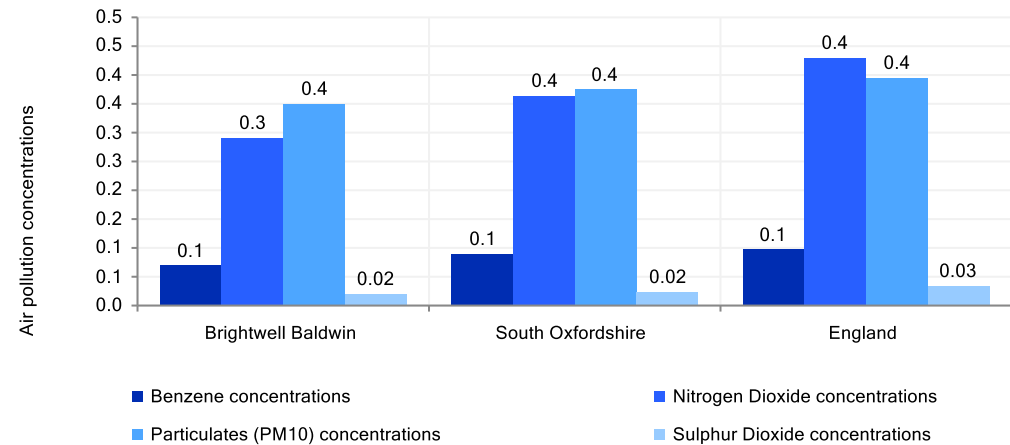 0.5
0.5
0.4
0.4
0.3
0.3
0.2
0.2
0.1
0.1
0.0
Air pollution concentrations
0.1
0.3
0.4
0.02
0.1
0.4
0.4
0.02
0.1
0.4
0.4
0.03
Brightwell Baldwin
South Oxfordshire
England
Benzene concentrations
Nitrogen Dioxide concentrations
Particulates (PM10) concentrations
Sulphur Dioxide concentrations